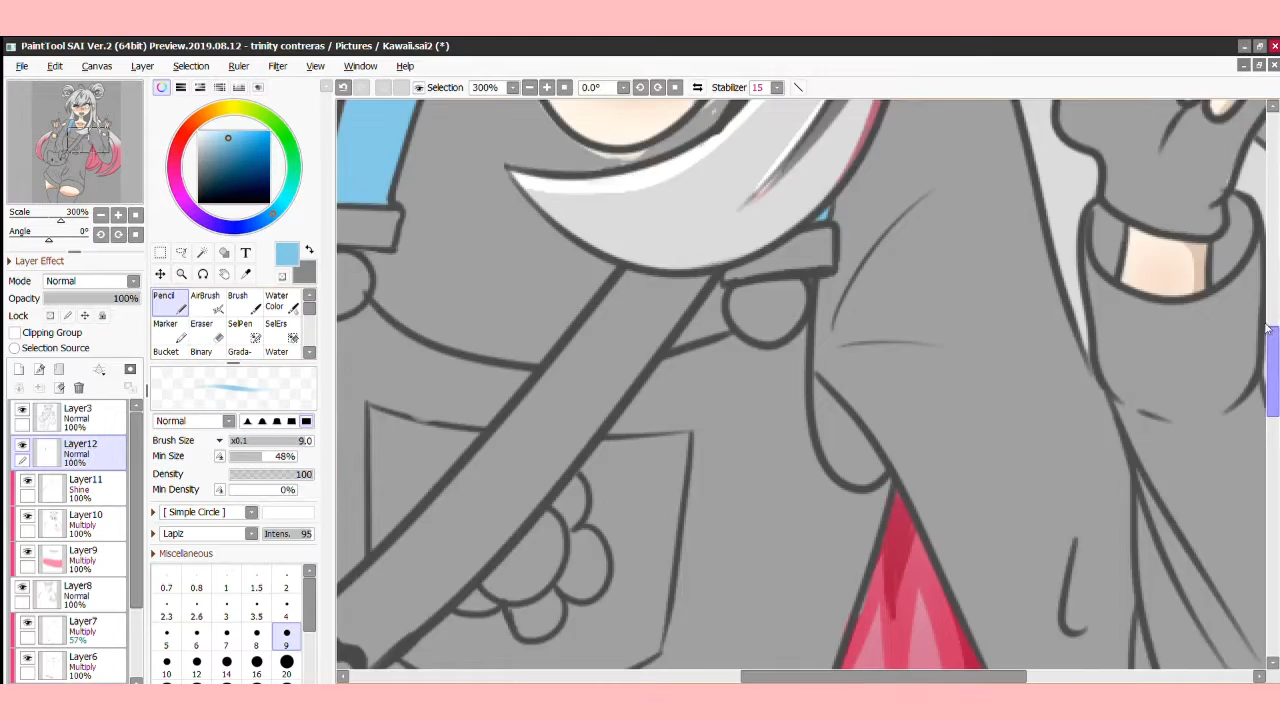 PaintTool SAI Ver.2 (64bit) Preview.2019.08.12 - trinity contreras / Pictures / Kawaii.sai2 (*)
File Edit Canvas Layer Selection Ruler Filter View Window Help
Selection 300% 0.0° Stabilizer 15
Scale 300%
Angle 0°
Layer Effect
Mode Normal
Opacity 100%
Lock
Clipping Group
Selection Source
Layer3
Normal
100%
Layer12
Normal
100%
Layer11
Shine
100%
Layer10
Multiply
100%
Layer9
Multiply
100%
Layer8
Normal
100%
Layer7
Multiply
57%
Layer6
Multiply
T
Pencil AirBrush Brush Water Color
Marker Eraser SelPen SelErs
Bucket Binary Grada- Water
Normal
Brush Size x0.1 9.0
Min Size 48%
Density 100
Min Density 0%
[ Simple Circle ]
Lapiz Intens. 95
Miscellaneous
0.7 0.8 1 1.5 2
2.3 2.6 3 3.5 4
5 6 7 8 9
10 12 14 16 20